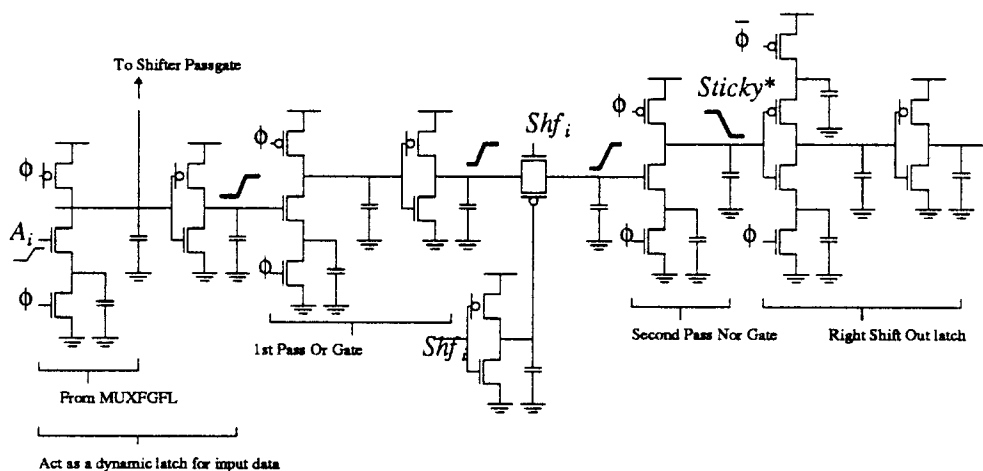 To Shifter Passgate
ϕ
A_i
ϕ
ϕ
ϕ
Shf_i
Shf_i
ϕ
ϕ
Sticky*
ϕ̅
ϕ
From MUXFGFL
Act as a dynamic latch for input data
1st Pass Or Gate
Second Pass Nor Gate
Right Shift Out latch